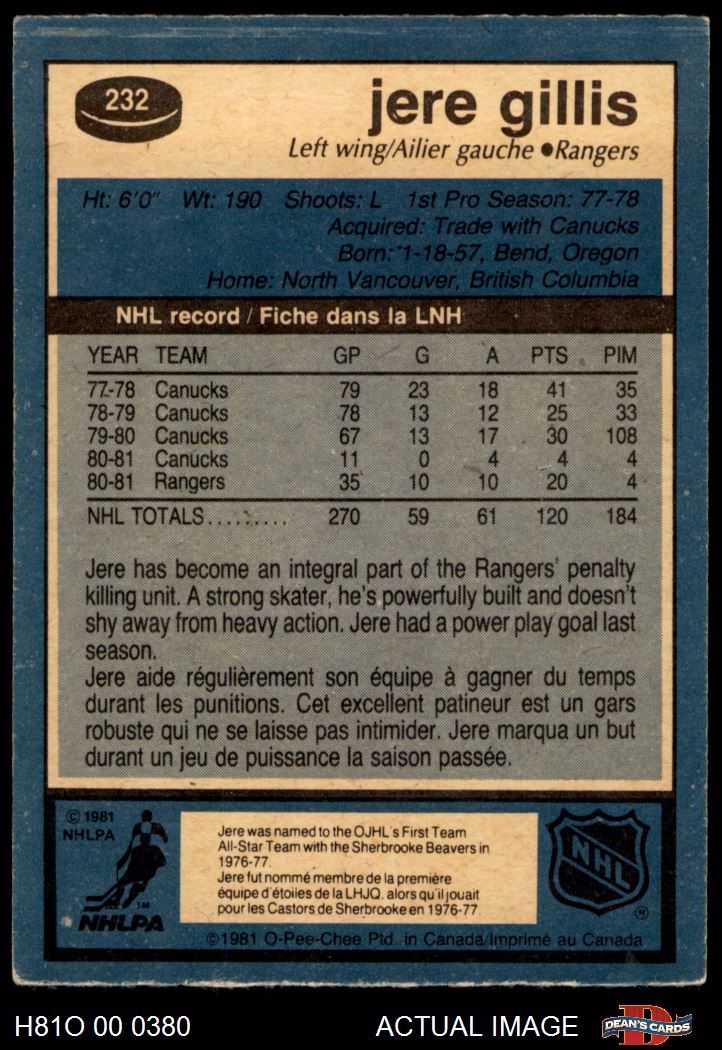 232
jere gillis
Left wing/Ailier gauche ●Rangers
Ht: 6'0" Wt: 190 Shoots: L 1st Pro Season: 77-78
Acquired: Trade with Canucks
Born: 1-18-57, Bend, Oregon
Home: North Vancouver, British Columbia
NHL record / Fiche dans la LNH
YEAR TEAM GP G A PTS PIM
77-78 Canucks 79 23 18 41 35
78-79 Canucks 78 13 12 25 33
79-80 Canucks 67 13 17 30 108
80-81 Canucks 11 0 4 4 4
80-81 Rangers 35 10 10 20 4
NHL TOTALS.......... 270 59 61 120 184
Jere has become an integral part of the Rangers' penalty
killing unit. A strong skater, he's powerfully built and doesn't
shy away from heavy action. Jere had a power play goal last
season.
Jere aide régulièrement son équipe à gagner du temps
durant les punitions. Cet excellent patineur est un gars
robuste qui ne se laisse pas intimider. Jere marqua un but
durant un jeu de puissance la saison passée.
© 1981
NHLPA
TM
NHLPA
Jere was named to the OJHL's First Team
All-Star Team with the Sherbrooke Beavers in
1976-77.
Jere fut nommé membre de la première
équipe d'étoiles de la LHJQ. alors qu'il jouait
pour les Castors de Sherbrooke en 1976-77
NHL
®
©1981 O-Pee-Chee Ptd. in Canada/Imprimé au Canada
H81O 00 0380
ACTUAL IMAGE
D
DEAN'S CARDS